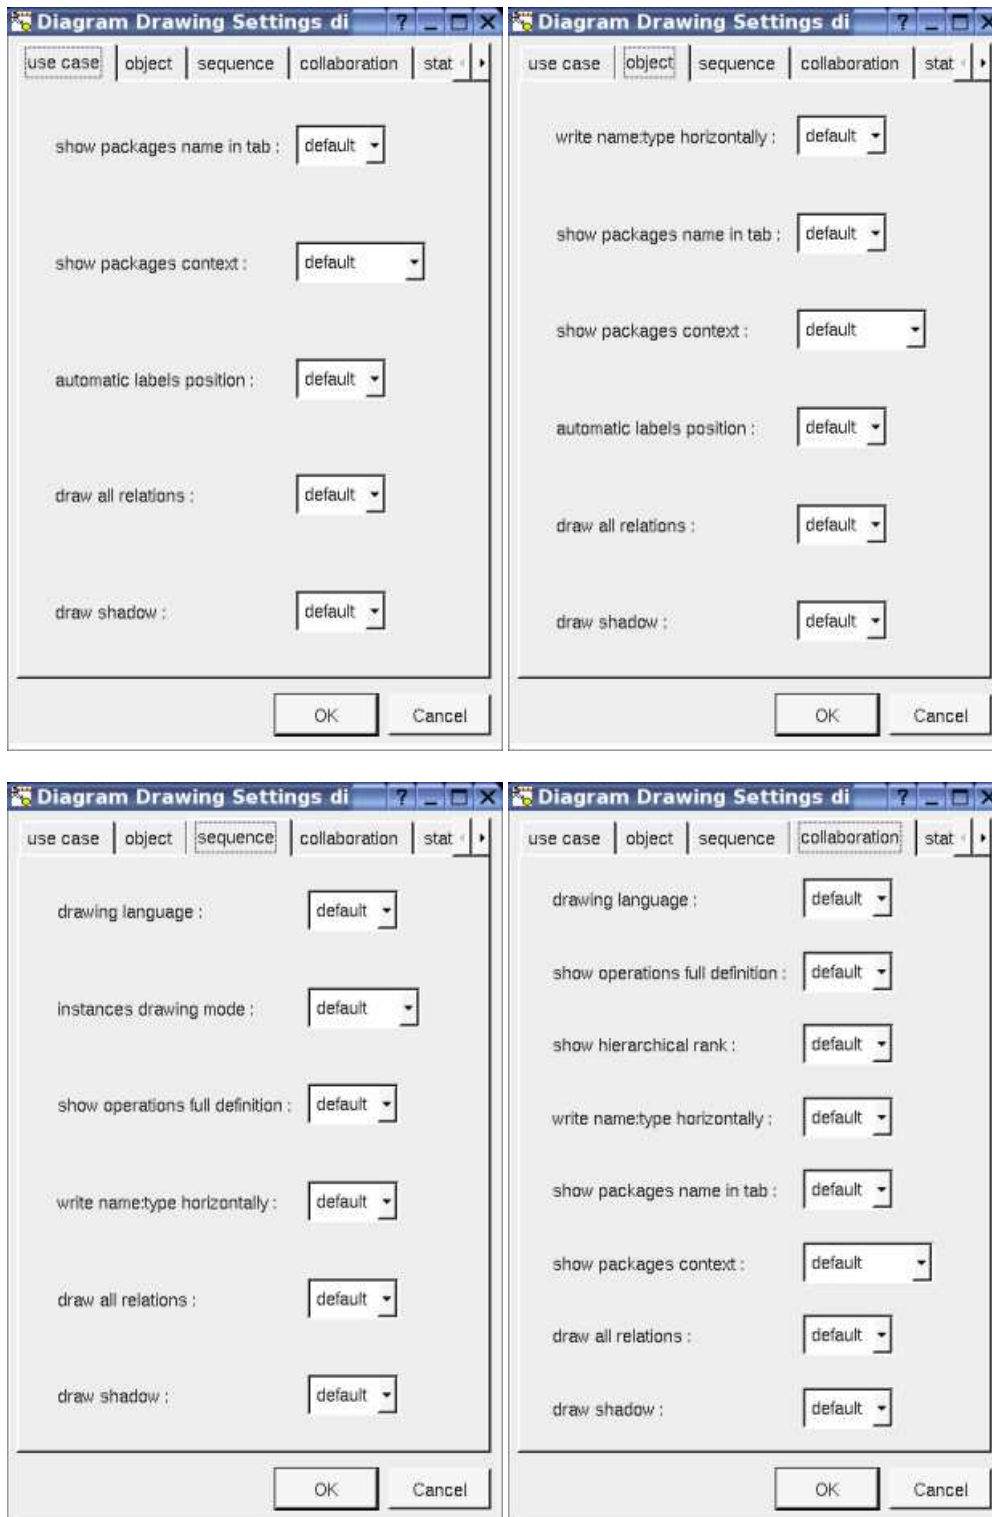 Diagram Drawing Settings di
use case object sequence collaboration stat
show packages name in tab : default
show packages context : default
automatic labels position : default
draw all relations : default
draw shadow : default
OK Cancel
Diagram Drawing Settings di
use case object sequence collaboration stat
write name:type horizontally : default
show packages name in tab : default
show packages context : default
automatic labels position : default
draw all relations : default
draw shadow : default
OK Cancel
Diagram Drawing Settings di
use case object sequence collaboration stat
drawing language : default
instances drawing mode : default
show operations full definition : default
write name:type horizontally : default
draw all relations : default
draw shadow : default
OK Cancel
Diagram Drawing Settings di
use case object sequence collaboration stat
drawing language : default
show operations full definition : default
show hierarchical rank : default
write name:type horizontally : default
show packages name in tab : default
show packages context : default
draw all relations : default
draw shadow : default
OK Cancel